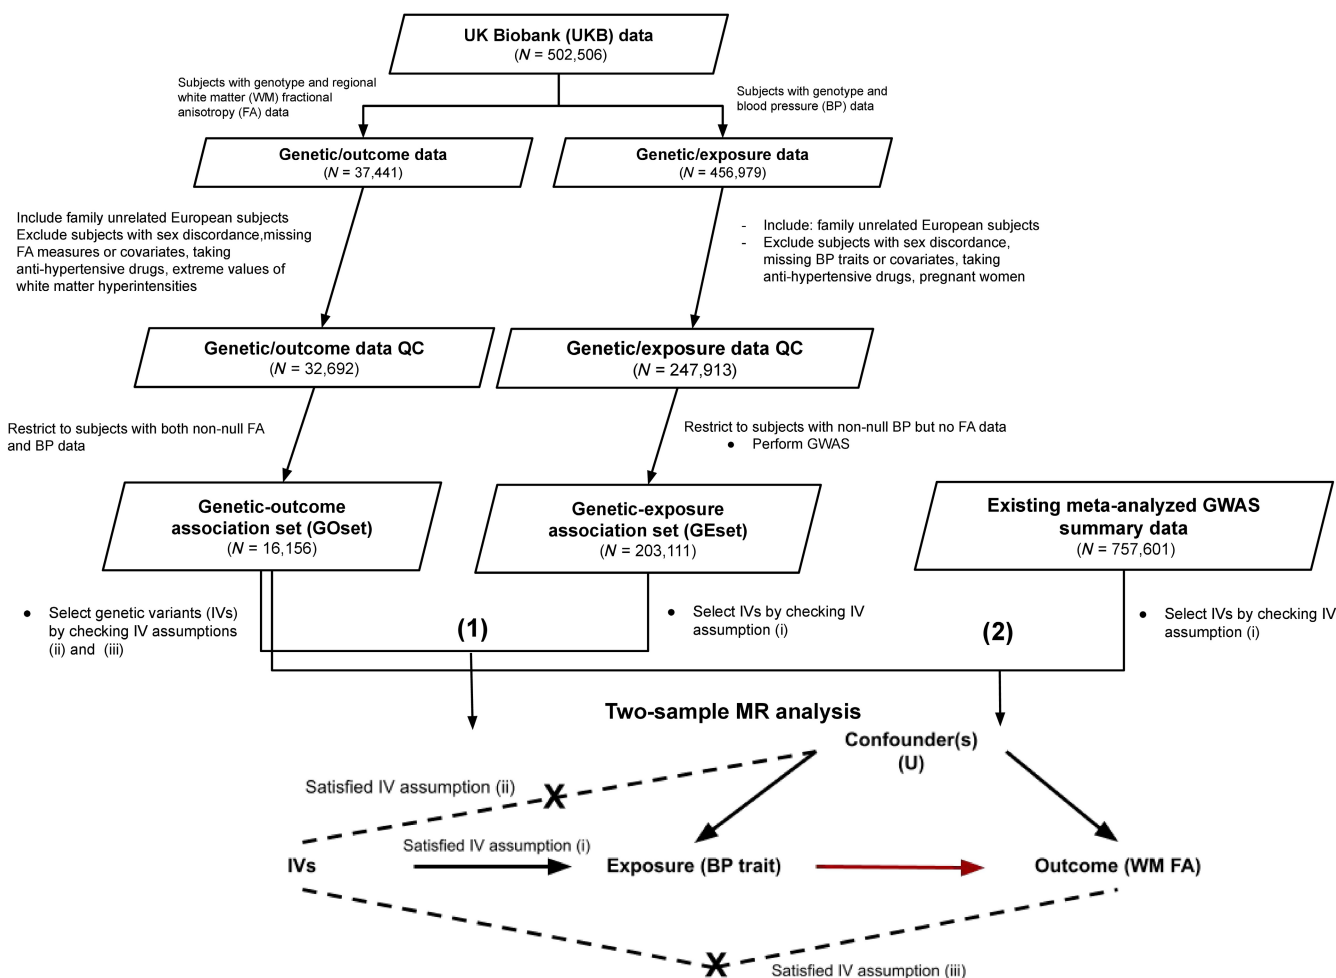 UK Biobank (UKB) data
(N = 502,506)
Subjects with genotype and regional
white matter (WM) fractional
anisotropy (FA) data
Subjects with genotype and
blood pressure (BP) data
Genetic/outcome data
(N = 37,441)
Genetic/exposure data
(N = 456,979)
Include family unrelated European subjects
Exclude subjects with sex discordance,missing
FA measures or covariates, taking
anti-hypertensive drugs, extreme values of
white matter hyperintensities
- Include: family unrelated European subjects
- Exclude subjects with sex discordance,
missing BP traits or covariates, taking
anti-hypertensive drugs, pregnant women
Genetic/outcome data QC
(N = 32,692)
Genetic/exposure data QC
(N = 247,913)
Restrict to subjects with both non-null FA
and BP data
Restrict to subjects with non-null BP but no FA data
● Perform GWAS
Genetic-outcome
association set (GOset)
(N = 16,156)
Genetic-exposure
association set (GEset)
(N = 203,111)
Existing meta-analyzed GWAS
summary data
(N = 757,601)
● Select genetic variants (IVs)
by checking IV assumptions
(ii) and (iii)
(1)
● Select IVs by checking IV
assumption (i)
(2)
● Select IVs by checking IV
assumption (i)
Two-sample MR analysis
Confounder(s)
(U)
Satisfied IV assumption (ii)
X
Satisfied IV assumption (i)
IVs
Exposure (BP trait)
Outcome (WM FA)
X
Satisfied IV assumption (iii)